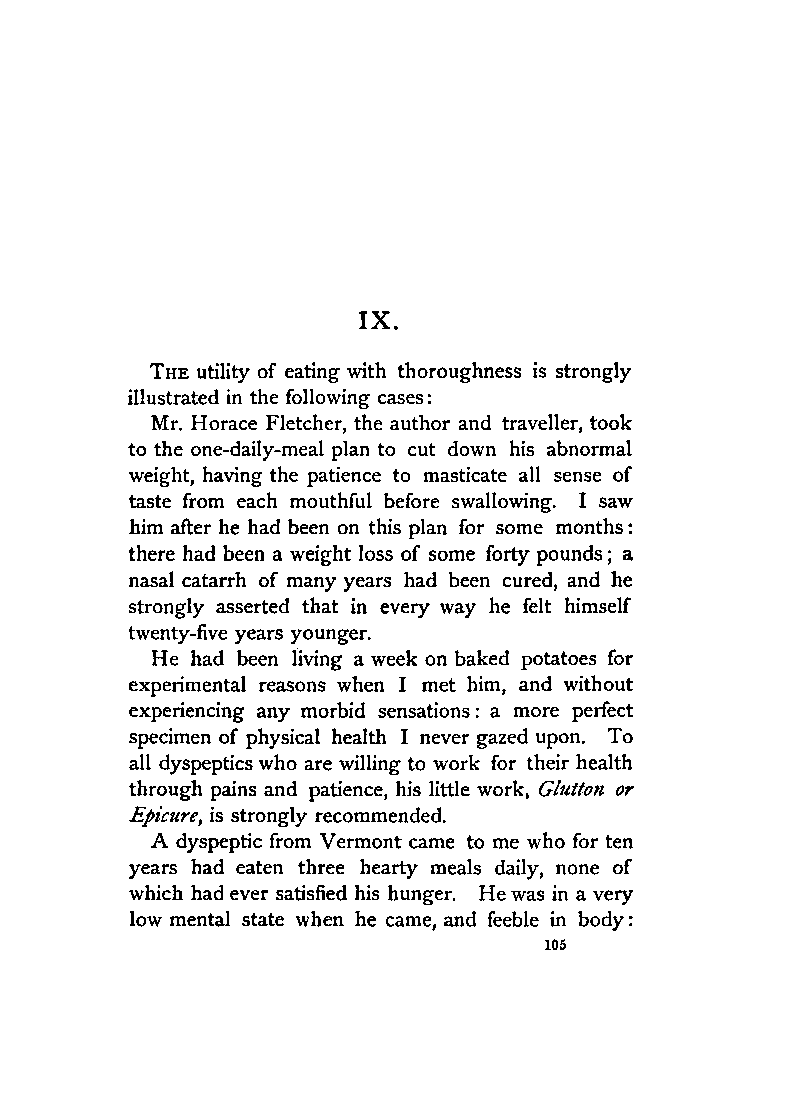 IX.
THE utility of eating with thoroughness is strongly
illustrated in the following cases:
Mr. Horace Fletcher, the author and traveller, took
to the one-daily-meal plan to cut down his abnormal
weight, having the patience to masticate all sense of
taste from each mouthful before swallowing. I saw
him after he had been on this plan for some months:
there had been a weight loss of some forty pounds; a
nasal catarrh of many years had been cured, and he
strongly asserted that in every way he felt himself
twenty-five years younger.
He had been living a week on baked potatoes for
experimental reasons when I met him, and without
experiencing any morbid sensations: a more perfect
specimen of physical health I never gazed upon. To
all dyspeptics who are willing to work for their health
through pains and patience, his little work, Glutton or
Epicure, is strongly recommended.
A dyspeptic from Vermont came to me who for ten
years had eaten three hearty meals daily, none of
which had ever satisfied his hunger. He was in a very
low mental state when he came, and feeble in body:
105